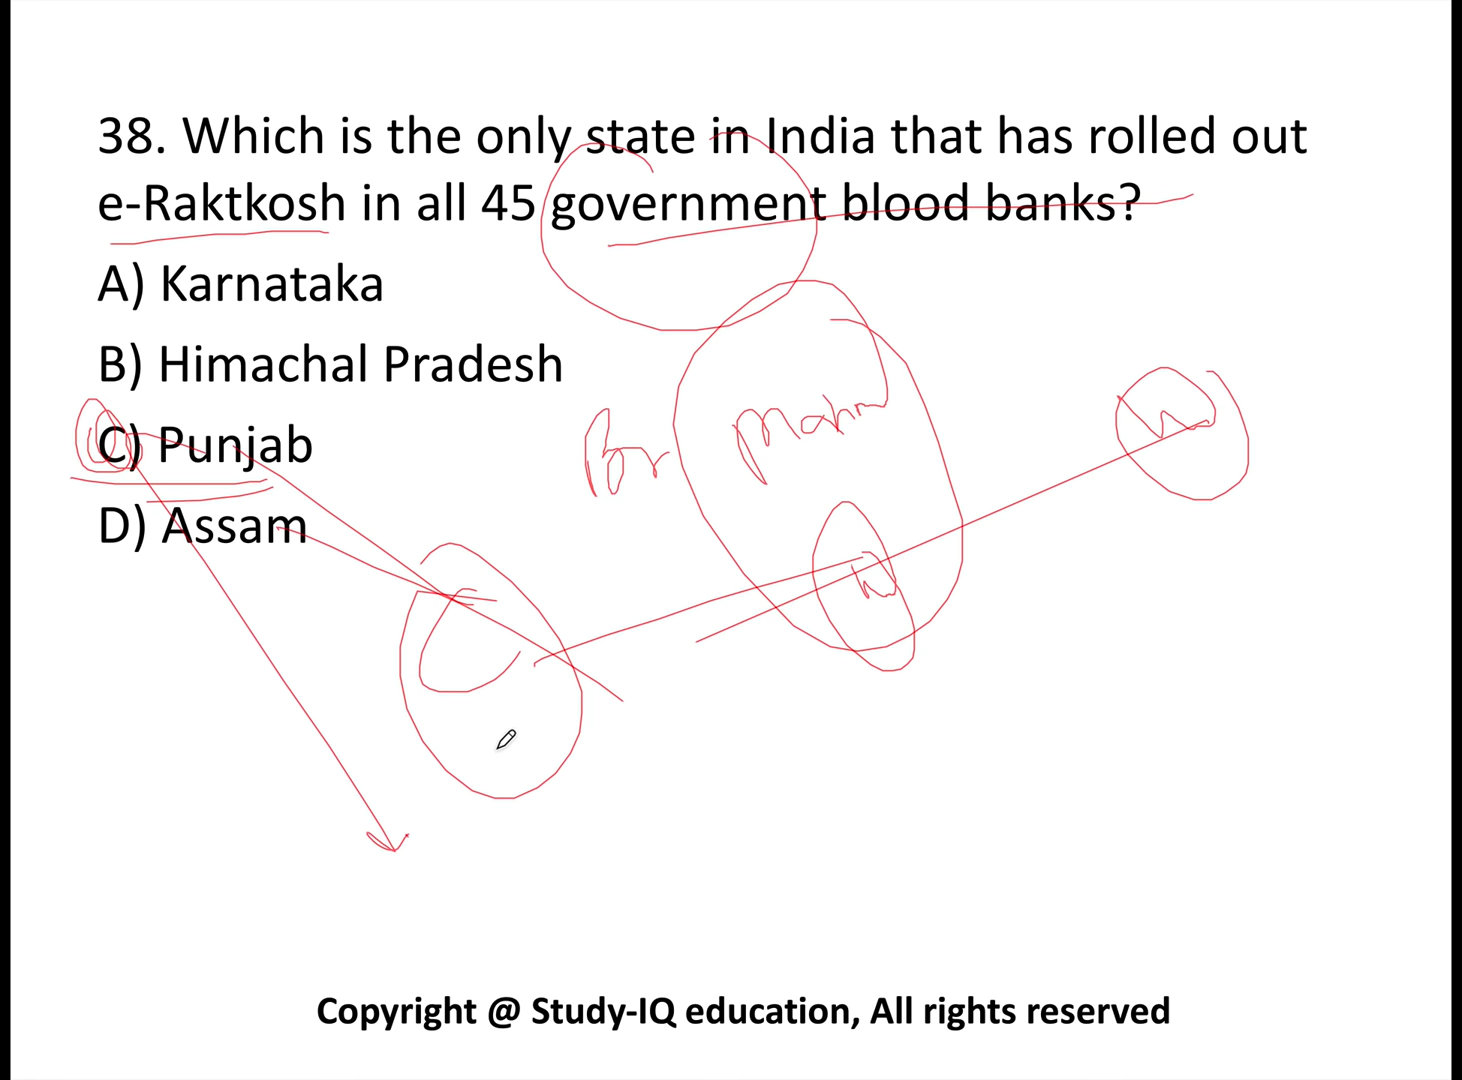 38. Which is the only state in India that has rolled out
e-Raktkosh in all 45 government blood banks?
A) Karnataka
B) Himachal Pradesh
C) Punjab
D) Assam
Copyright @ Study-IQ education, All rights reserved